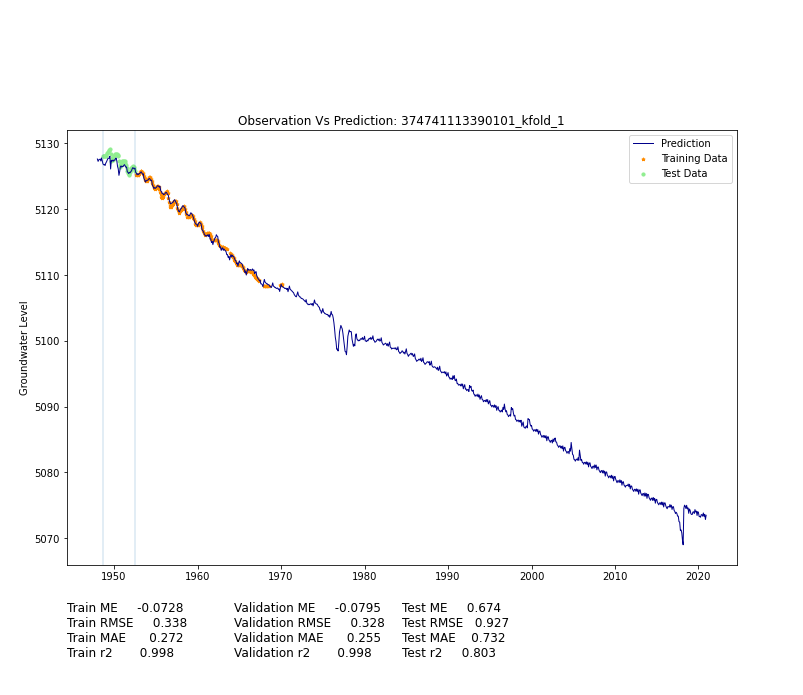 Observation Vs Prediction: 374741113390101_kfold_1
Prediction
Training Data
Test Data
Groundwater Level
5130
5120
5110
5100
5090
5080
5070
1950 1960 1970 1980 1990 2000 2010 2020
Train ME -0.0728 Validation ME -0.0795 Test ME 0.674
Train RMSE 0.338 Validation RMSE 0.328 Test RMSE 0.927
Train MAE 0.272 Validation MAE 0.255 Test MAE 0.732
Train r2 0.998 Validation r2 0.998 Test r2 0.803